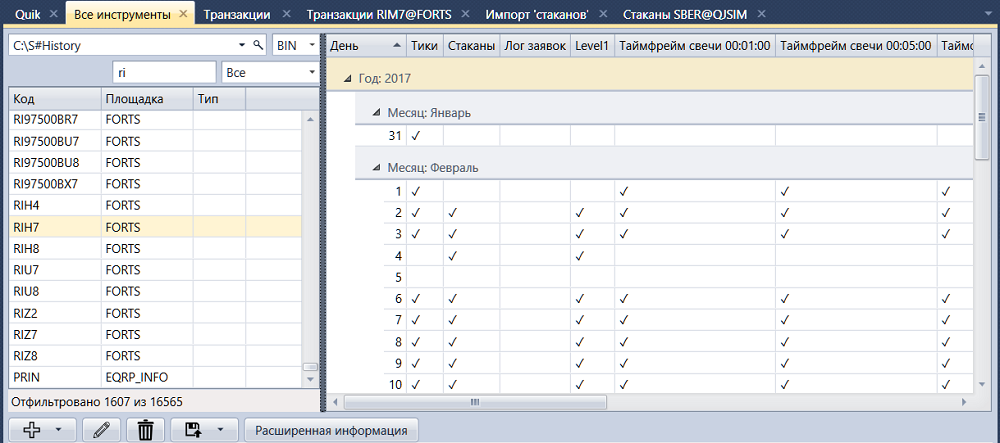 Quik × Все инструменты × Транзакции × Транзакции RIM7@FORTS × Импорт 'стаканов' × Стаканы SBER@QJSIM ×
C:\S#History BIN
ri Все
Код Площадка Тип
RI97500BR7 FORTS
RI97500BU7 FORTS
RI97500BU8 FORTS
RI97500BX7 FORTS
RIH4 FORTS
RIH7 FORTS
RIH8 FORTS
RIU7 FORTS
RIU8 FORTS
RIZ2 FORTS
RIZ7 FORTS
RIZ8 FORTS
PRIN EQRP_INFO
Отфильтровано 1607 из 16565
Расширенная информация
День Тики Стаканы Лог заявок Level1 Таймфрейм свечи 00:01:00 Таймфрейм свечи 00:05:00 Таймс
Год: 2017
Месяц: Январь
31 ✓
Месяц: Февраль
1 ✓ ✓ ✓ ✓
2 ✓ ✓ ✓ ✓ ✓ ✓
3 ✓ ✓ ✓ ✓ ✓ ✓
4 ✓ ✓
5
6 ✓ ✓ ✓ ✓ ✓ ✓
7 ✓ ✓ ✓ ✓ ✓ ✓
8 ✓ ✓ ✓ ✓ ✓ ✓
9 ✓ ✓ ✓ ✓ ✓ ✓
10 ✓ ✓ ✓ ✓ ✓ ✓